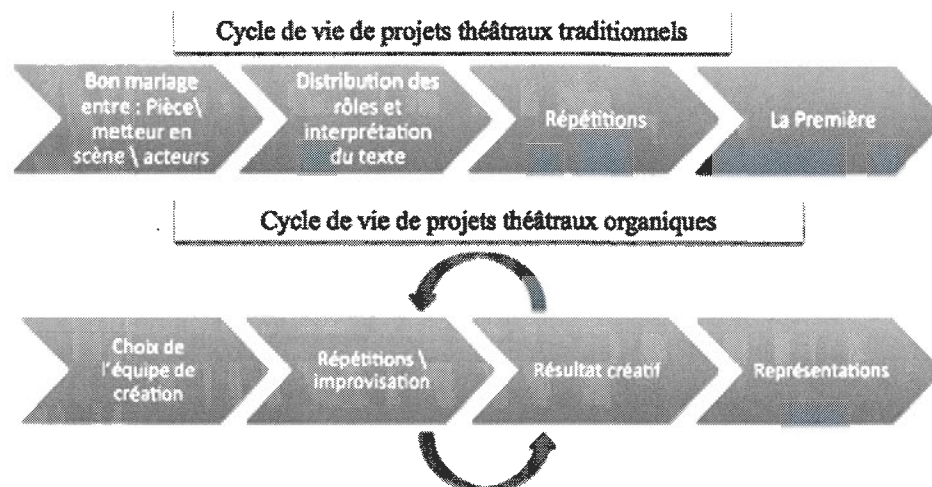 Cycle de vie de projets théâtraux traditionnels
Bon mariage
entre : Pièce\
metteur en
scène \ acteurs
Distribution des
rôles et
interprétation
du texte
Répétitions
La Première
Cycle de vie de projets théâtraux organiques
Choix de
l'équipe de
création
Répétitions \
improvisation
Résultat créatif
Représentations